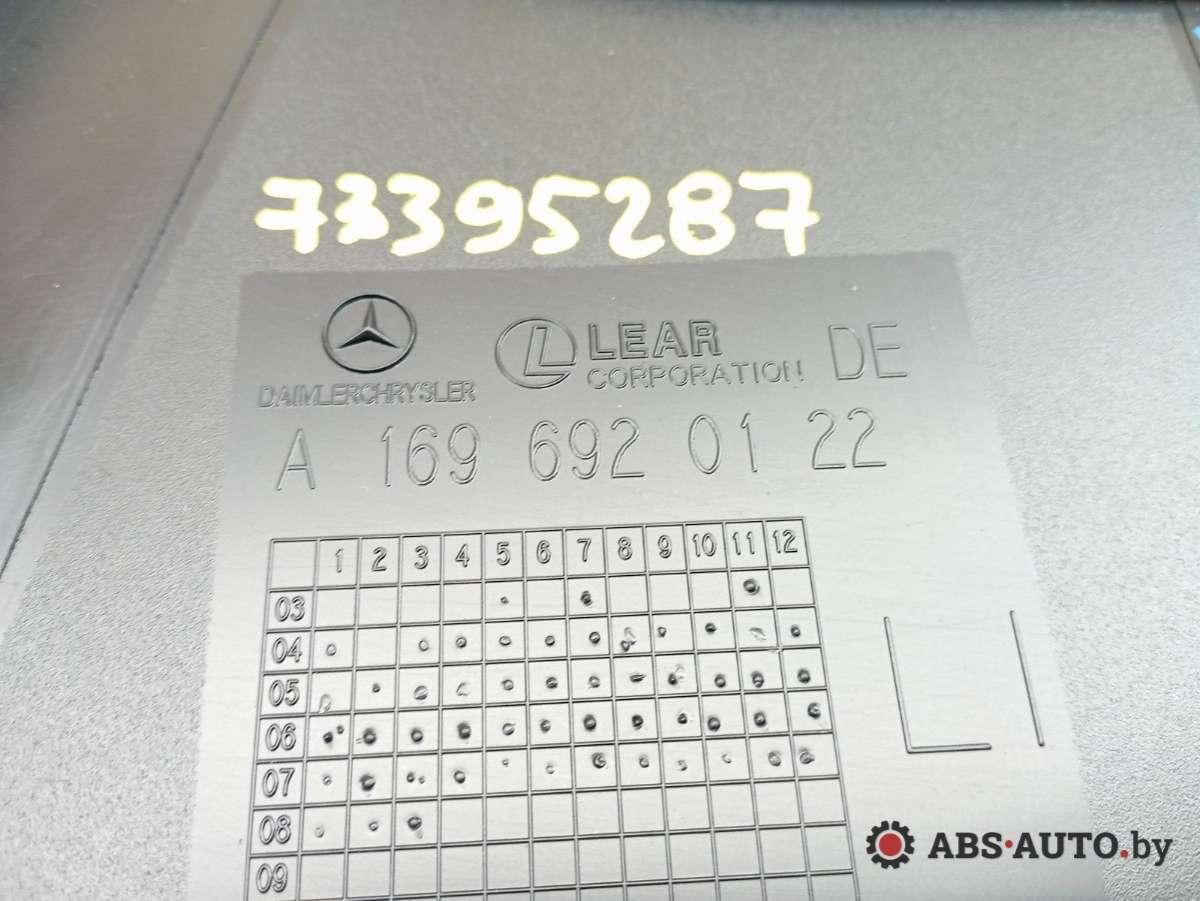 73395287
DAIMLERCHRYSLER
L LEAR
CORPORATION DE
A 169 692 01 22
1 2 3 4 5 6 7 8 9 10 11 12
03
04
05
06
07
08
09
LI
ABS·AUTO.by